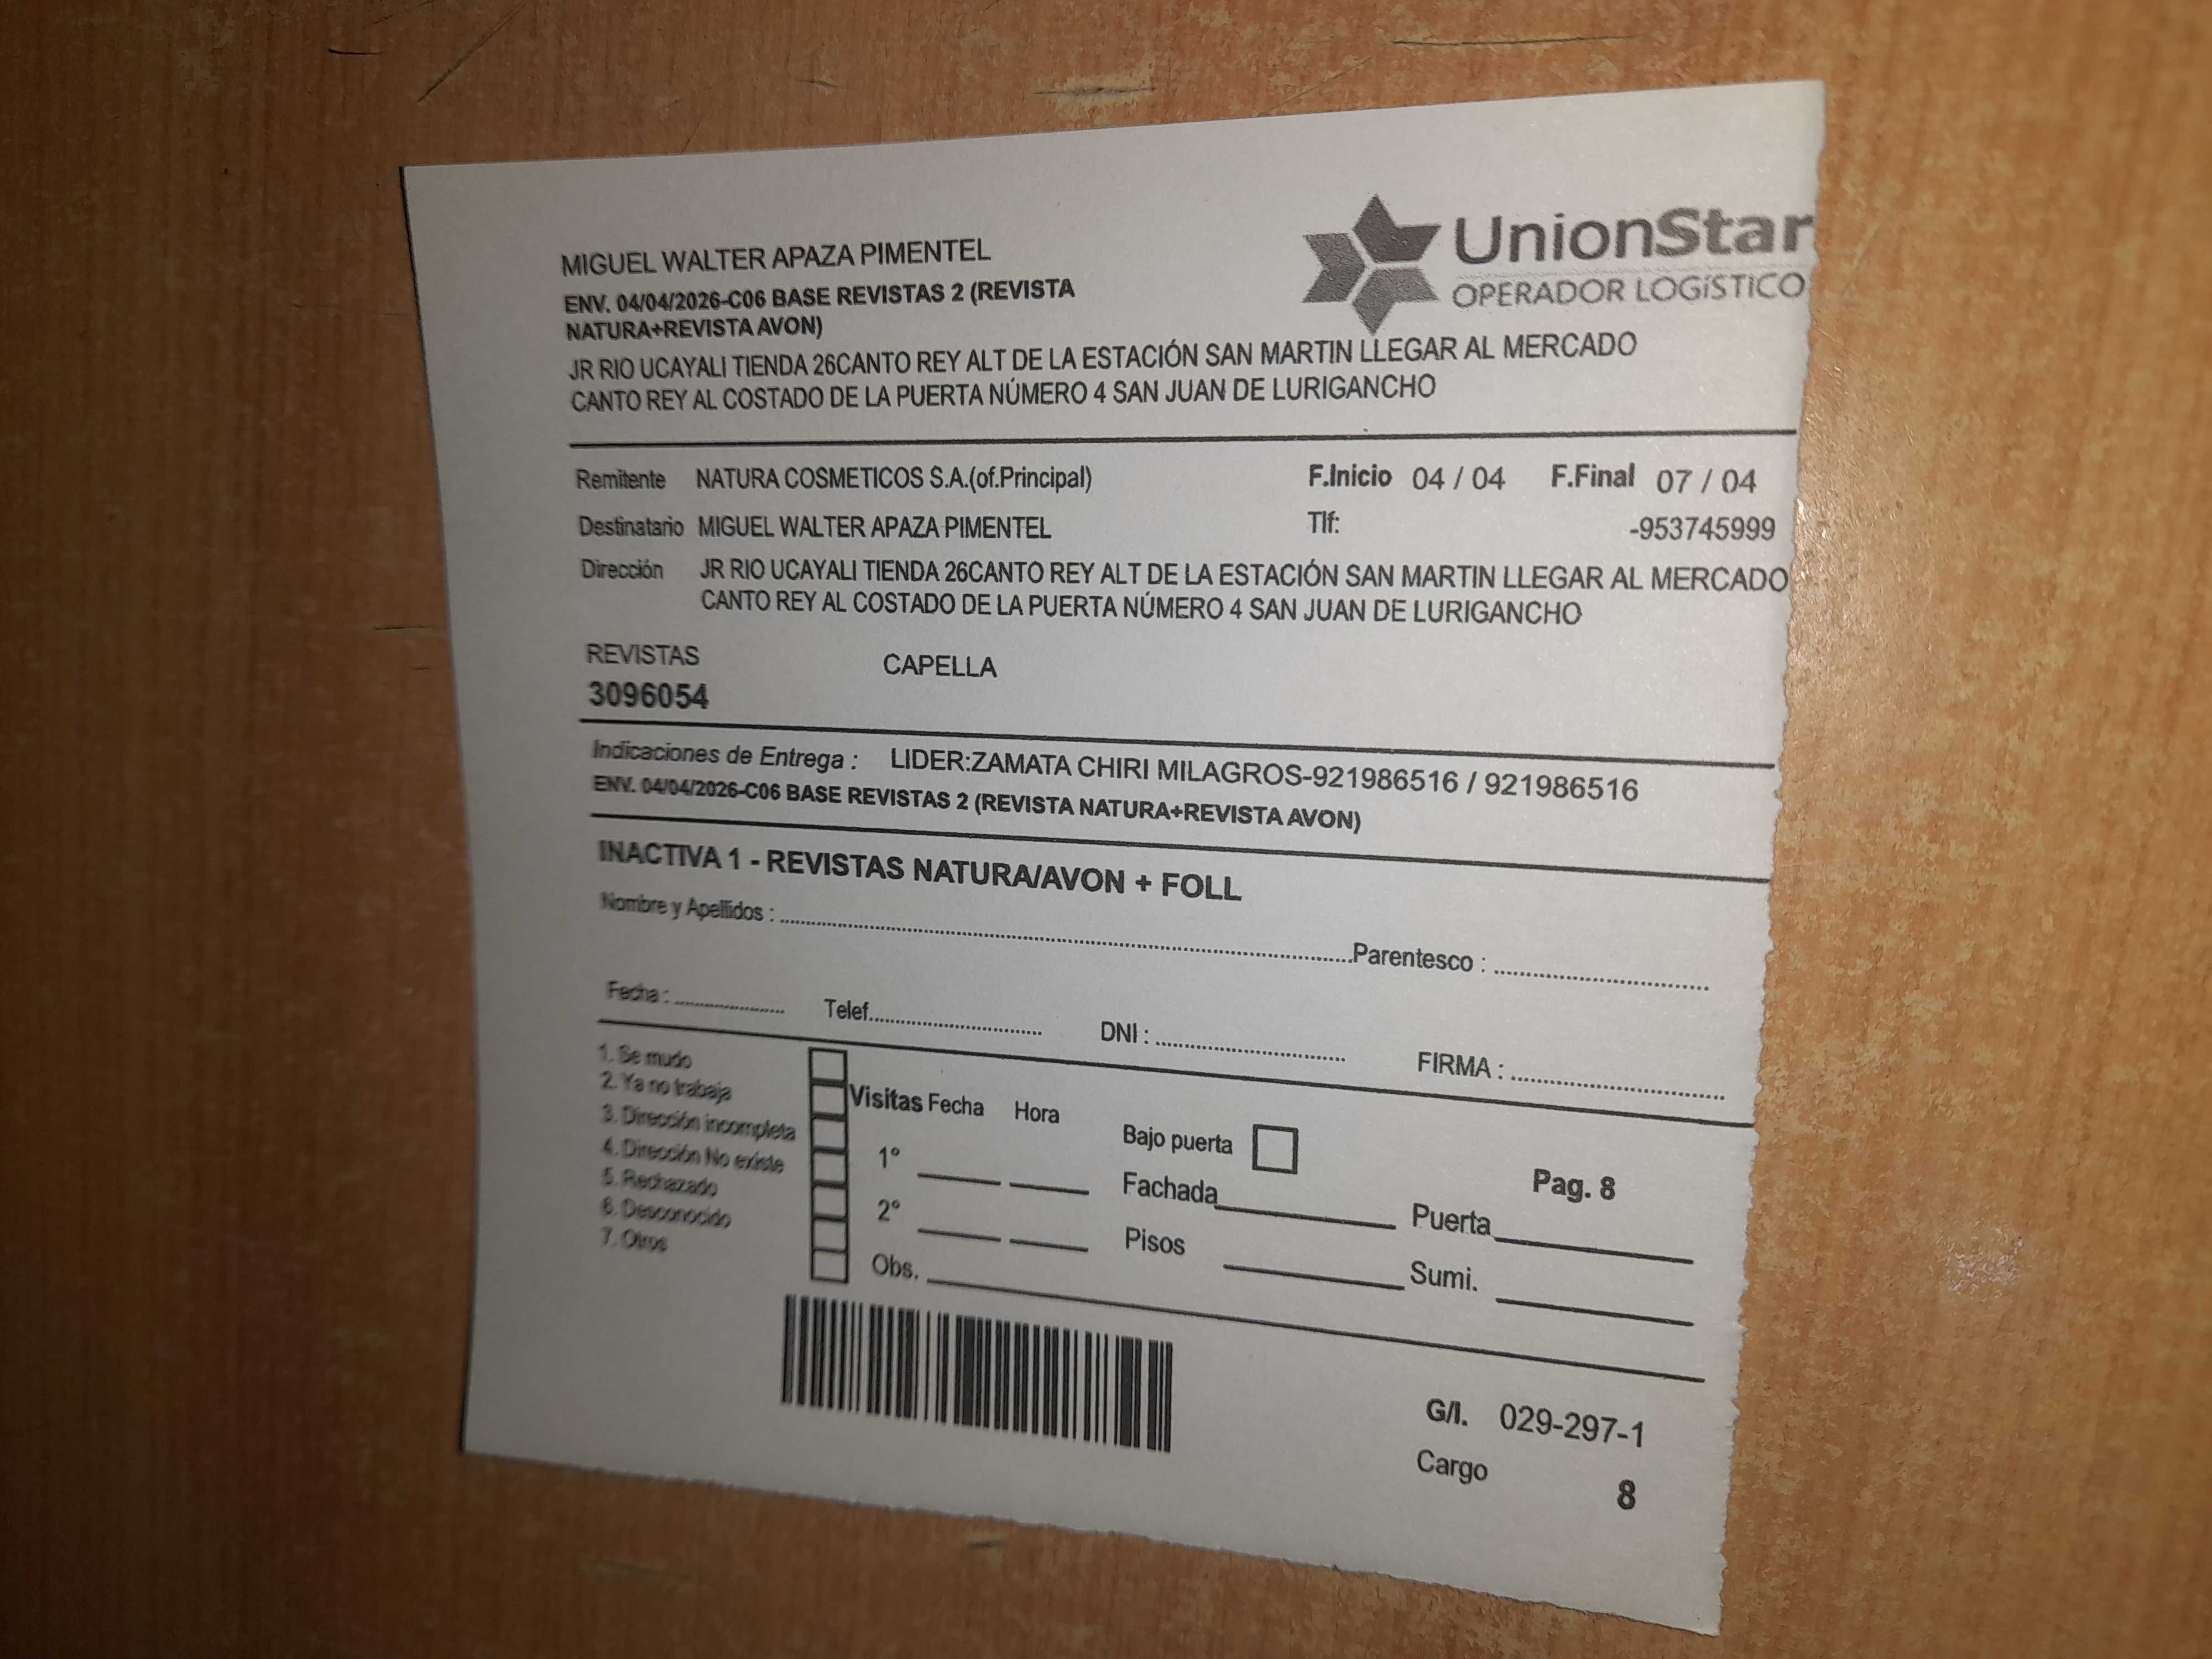 MIGUEL WALTER APAZA PIMENTEL
ENV. 04/04/2026-C06 BASE REVISTAS 2 (REVISTA
NATURA+REVISTA AVON)
UnionStar
OPERADOR LOGíSTICO
JR RIO UCAYALI TIENDA 26CANTO REY ALT DE LA ESTACIÓN SAN MARTIN LLEGAR AL MERCADO
CANTO REY AL COSTADO DE LA PUERTA NÚMERO 4 SAN JUAN DE LURIGANCHO
Remitente NATURA COSMETICOS S.A.(of.Principal) F.Inicio 04 / 04 F.Final 07 / 04
Destinatario MIGUEL WALTER APAZA PIMENTEL Tlf: -953745999
Dirección JR RIO UCAYALI TIENDA 26CANTO REY ALT DE LA ESTACIÓN SAN MARTIN LLEGAR AL MERCADO
CANTO REY AL COSTADO DE LA PUERTA NÚMERO 4 SAN JUAN DE LURIGANCHO
REVISTAS CAPELLA
3096054
Indicaciones de Entrega : LIDER:ZAMATA CHIRI MILAGROS-921986516 / 921986516
ENV. 04/04/2026-C06 BASE REVISTAS 2 (REVISTA NATURA+REVISTA AVON)
INACTIVA 1 - REVISTAS NATURA/AVON + FOLL
Nombre y Apellidos : Parentesco :
Fecha : Telef. DNI : FIRMA :
1. Se mudo
2. Ya no trabaja
3. Dirección incompleta
4. Dirección No existe
5. Rechazado
6. Desconocido
7. Otros
Visitas Fecha Hora
1°
2°
Obs.
Bajo puerta
Fachada
Pisos
Pag. 8
Puerta
Sumi.
G/I. 029-297-1
Cargo 8